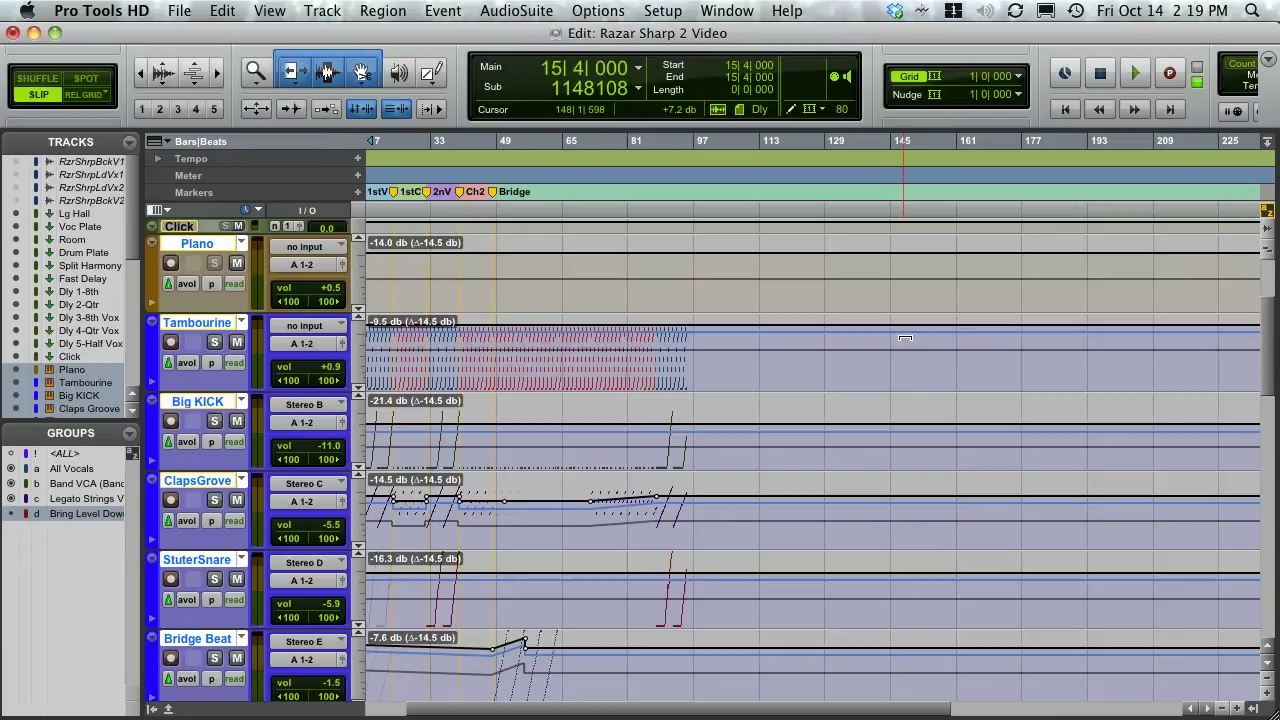 Pro Tools HD File Edit View Track Region Event AudioSuite Options Setup Window Help 1 Fri Oct 14 2:19 PM
Edit: Razar Sharp 2 Video
SHUFFLE SPOT
SLIP REL GRID
1 2 3 4 5
Main 15| 4| 000
Sub 1148108
Start 15| 4| 000
End 15| 4| 000
Length 0| 0| 000
Cursor 148| 1| 598 +7.2 db Dly 80
Grid 1| 0| 000
Nudge 1| 0| 000
Count
Me
Te
TRACKS
RzrShrpBckV1
RzrShrpLdVx1
RzrShrpLdVx2
RzrShrpBckV2
Lg Hall
Voc Plate
Room
Drum Plate
Split Harmony
Fast Delay
Dly 1-8th
Dly 2-Qtr
Dly 3-8th Vox
Dly 4-Qtr Vox
Dly 5-Half Vox
Click
Plano
Tambourine
Big KICK
Claps Groove
GROUPS
! <ALL>
a All Vocals
b Band VCA (Banc
c Legato Strings V
d Bring Level Down
Bars|Beats 7 33 49 65 81 97 113 129 145 161 177 193 209 225
Tempo
Meter
Markers 1stV 1stC 2nV Ch2 Bridge
I / O
Click S M n 1 0.0
Plano no input -14.0 db (Δ-14.5 db)
S M A 1-2
avol p read vol +0.5
100 100
Tambourine no input -9.5 db (Δ-14.5 db)
S M A 1-2
avol p read vol +0.9
100 100
Big KICK Stereo B -21.4 db (Δ-14.5 db)
S M A 1-2
avol p read vol -11.0
100 100
ClapsGrove Stereo C -14.5 db (Δ-14.5 db)
S M A 1-2
avol p read vol -5.5
100 100
StuterSnare Stereo D -16.3 db (Δ-14.5 db)
S M A 1-2
avol p read vol -5.9
100 100
Bridge Beat Stereo E -7.6 db (Δ-14.5 db)
S M A 1-2
avol p read vol -1.5
100 100